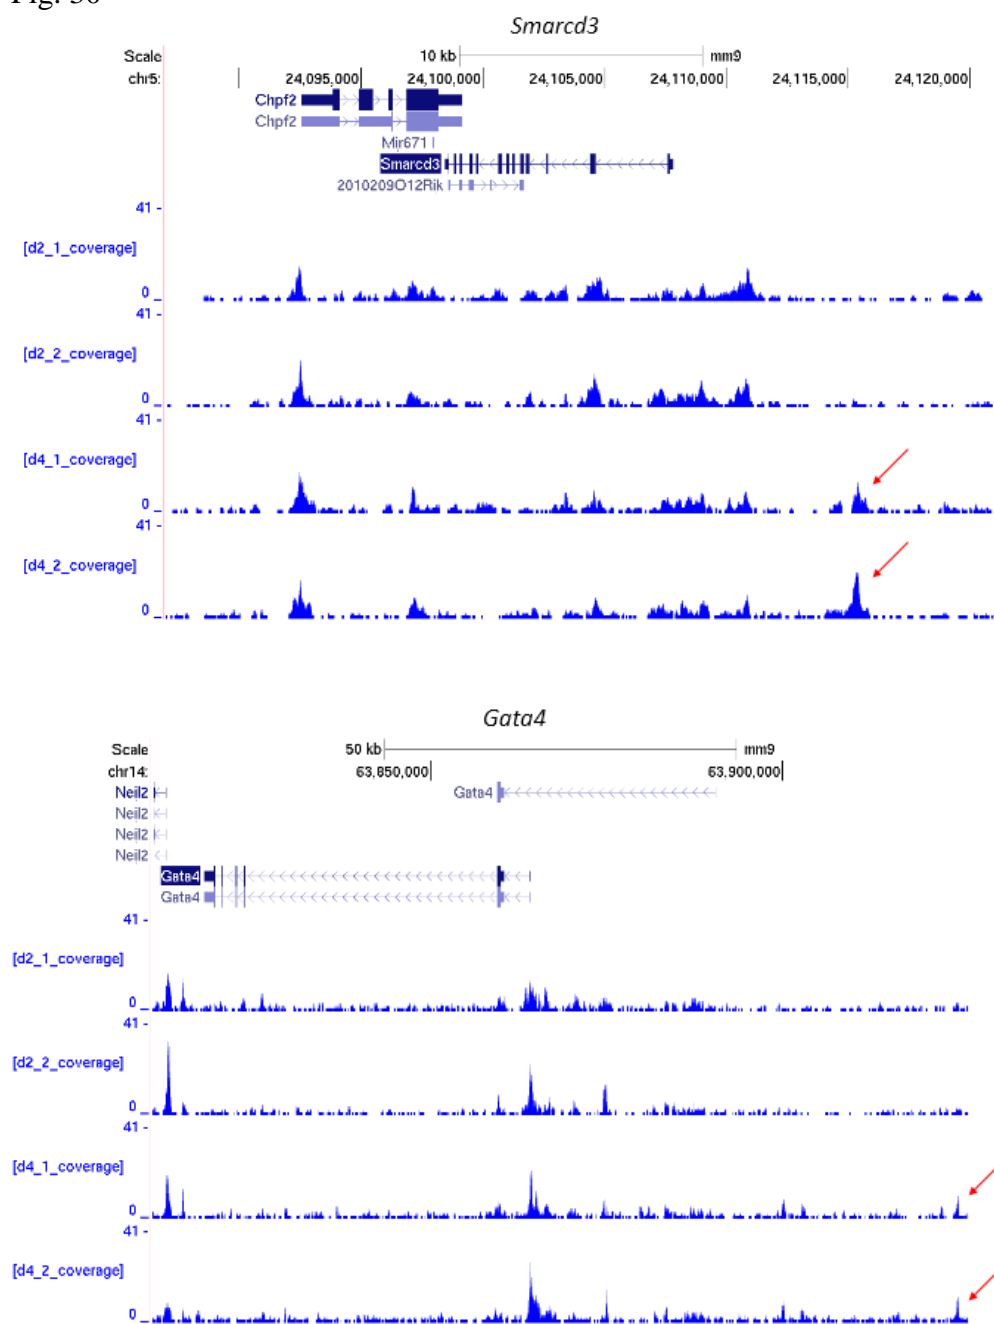 Fig. 30
Smarcd3
Scale 10 kb mm9
chr5: 24,095,000 24,100,000 24,105,000 24,110,000 24,115,000 24,120,000
Chpf2
Chpf2
Mir671
Smarcd3
2010209O12Rik
41 -
[d2_1_coverage]
0 _
41 -
[d2_2_coverage]
0 _
41 -
[d4_1_coverage]
0 _
41 -
[d4_2_coverage]
0 _
Gata4
Scale 50 kb mm9
chr14: 63,850,000 63,900,000
Neil2 Gata4
Neil2
Neil2
Neil2
Gata4
Gata4
41 -
[d2_1_coverage]
0 _
41 -
[d2_2_coverage]
0 _
41 -
[d4_1_coverage]
0 _
41 -
[d4_2_coverage]
0 _